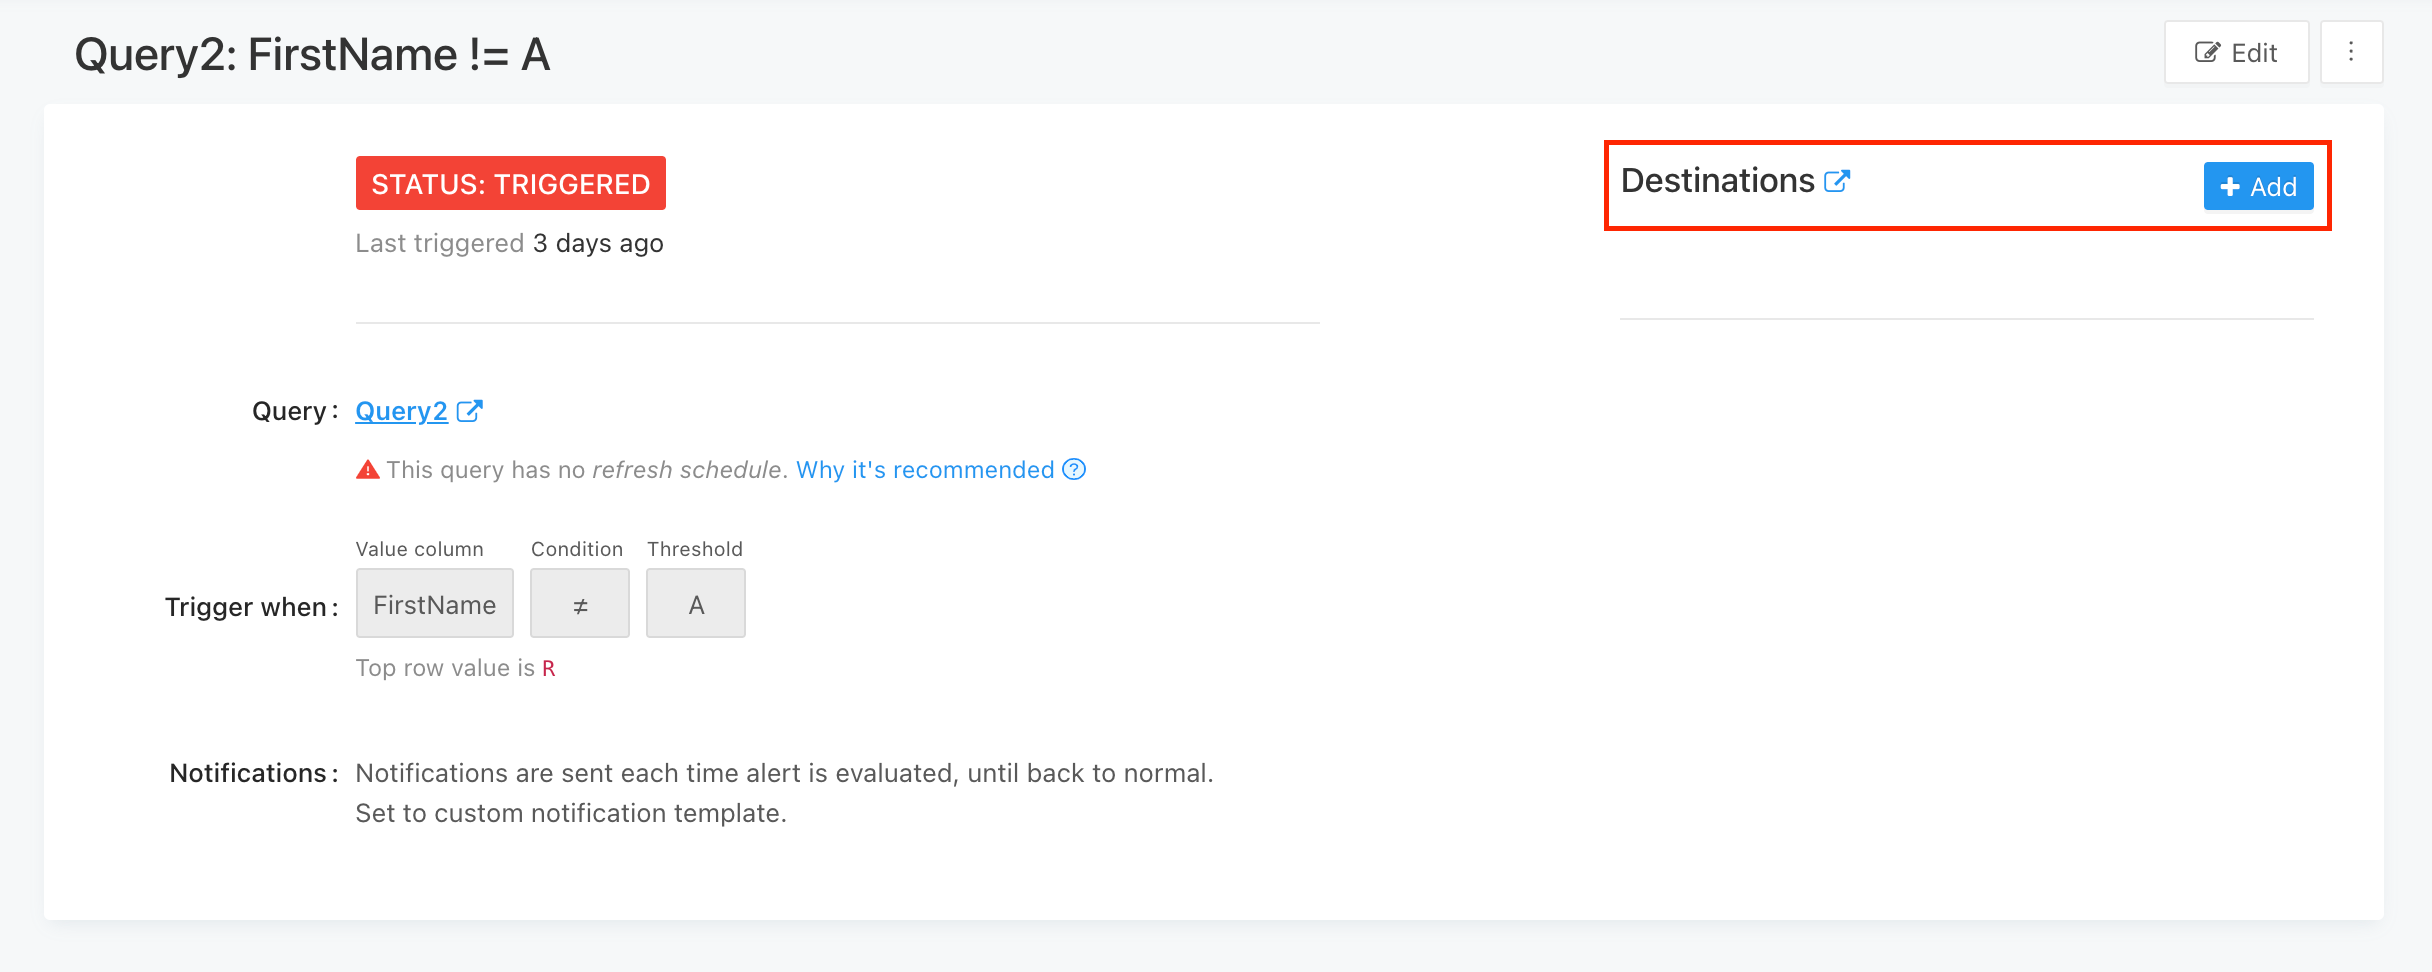 Query2: FirstName != A
Edit
STATUS: TRIGGERED
Last triggered 3 days ago
Destinations
Add
Query: Query2
This query has no refresh schedule. Why it's recommended
Value column Condition Threshold
Trigger when: FirstName ≠ A
Top row value is R
Notifications: Notifications are sent each time alert is evaluated, until back to normal.
Set to custom notification template.